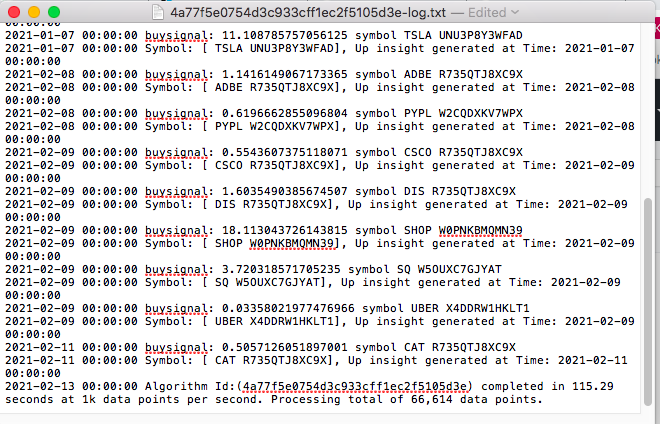 4a77f5e0754d3c933cff1ec2f5105d3e-log.txt — Edited
00:00:00
2021-01-07 00:00:00 buysignal: 11.108785757056125 symbol TSLA UNU3P8Y3WFAD
2021-01-07 00:00:00 Symbol: [ TSLA UNU3P8Y3WFAD], Up insight generated at Time: 2021-01-07
00:00:00
2021-02-08 00:00:00 buysignal: 1.1416149067173365 symbol ADBE R735QTJ8XC9X
2021-02-08 00:00:00 Symbol: [ ADBE R735QTJ8XC9X], Up insight generated at Time: 2021-02-08
00:00:00
2021-02-08 00:00:00 buysignal: 0.6196662855096804 symbol PYPL W2CQDXKV7WPX
2021-02-08 00:00:00 Symbol: [ PYPL W2CQDXKV7WPX], Up insight generated at Time: 2021-02-08
00:00:00
2021-02-09 00:00:00 buysignal: 0.5543607375118071 symbol CSCO R735QTJ8XC9X
2021-02-09 00:00:00 Symbol: [ CSCO R735QTJ8XC9X], Up insight generated at Time: 2021-02-09
00:00:00
2021-02-09 00:00:00 buysignal: 1.6035490385674507 symbol DIS R735QTJ8XC9X
2021-02-09 00:00:00 Symbol: [ DIS R735QTJ8XC9X], Up insight generated at Time: 2021-02-09
00:00:00
2021-02-09 00:00:00 buysignal: 18.113043726143815 symbol SHOP W0PNKBMQMN39
2021-02-09 00:00:00 Symbol: [ SHOP W0PNKBMQMN39], Up insight generated at Time: 2021-02-09
00:00:00
2021-02-09 00:00:00 buysignal: 3.720318571705235 symbol SQ W5OUXC7GJYAT
2021-02-09 00:00:00 Symbol: [ SQ W5OUXC7GJYAT], Up insight generated at Time: 2021-02-09
00:00:00
2021-02-09 00:00:00 buysignal: 0.03358021977476966 symbol UBER X4DDRW1HKLT1
2021-02-09 00:00:00 Symbol: [ UBER X4DDRW1HKLT1], Up insight generated at Time: 2021-02-09
00:00:00
2021-02-11 00:00:00 buysignal: 0.5057126051897001 symbol CAT R735QTJ8XC9X
2021-02-11 00:00:00 Symbol: [ CAT R735QTJ8XC9X], Up insight generated at Time: 2021-02-11
00:00:00
2021-02-13 00:00:00 Algorithm Id:(4a77f5e0754d3c933cff1ec2f5105d3e) completed in 115.29
seconds at 1k data points per second. Processing total of 66,614 data points.